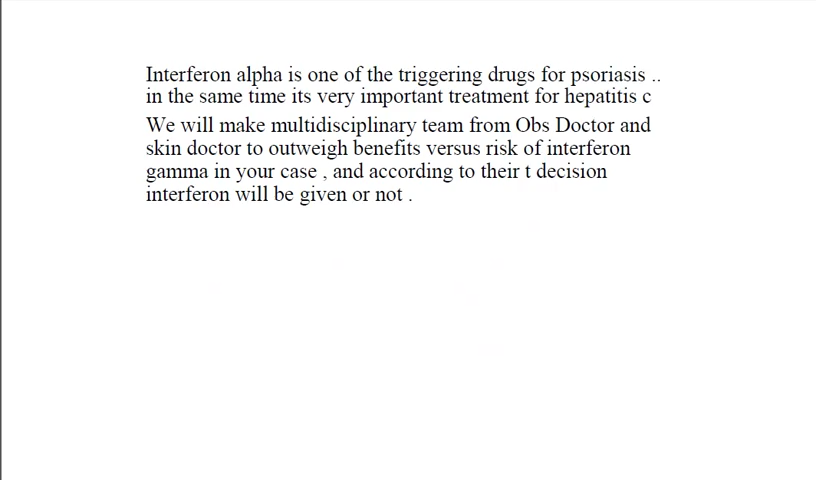 Interferon alpha is one of the triggering drugs for psoriasis ..
in the same time its very important treatment for hepatitis c
We will make multidisciplinary team from Obs Doctor and
skin doctor to outweigh benefits versus risk of interferon
gamma in your case , and according to their t decision
interferon will be given or not .